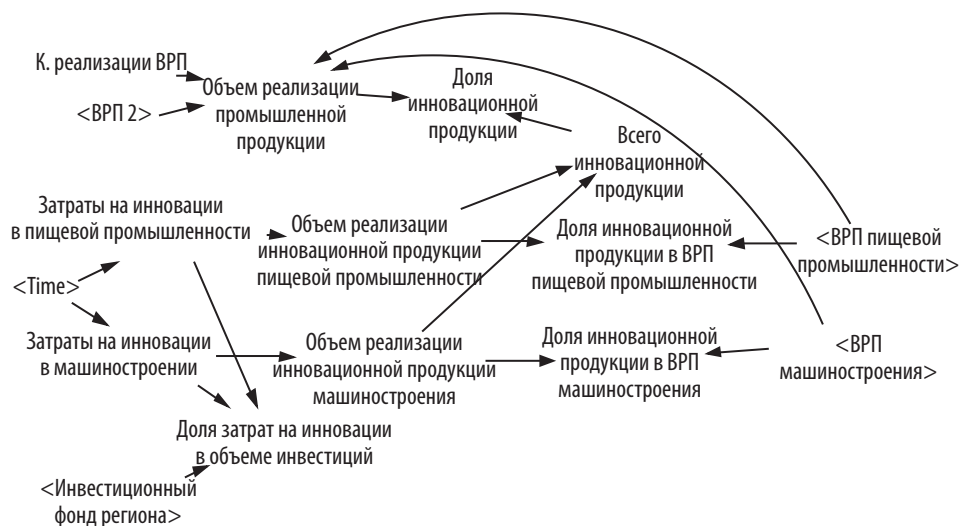 К. реализации ВРП
<ВРП 2>
Объем реализации
промышленной
продукции
Доля
инновационной
продукции
Всего
инновационной
продукции
Затраты на инновации
в пищевой промышленности
Объем реализации
инновационной продукции
пищевой промышленности
Доля инновационной
продукции в ВРП
пищевой промышленности
<ВРП пищевой
промышленности>
<Time>
Затраты на инновации
в машиностроении
Объем реализации
инновационной продукции
машиностроения
Доля инновационной
продукции в ВРП
машиностроения
<ВРП
машиностроения>
Доля затрат на инновации
в объеме инвестиций
<Инвестиционный
фонд региона>